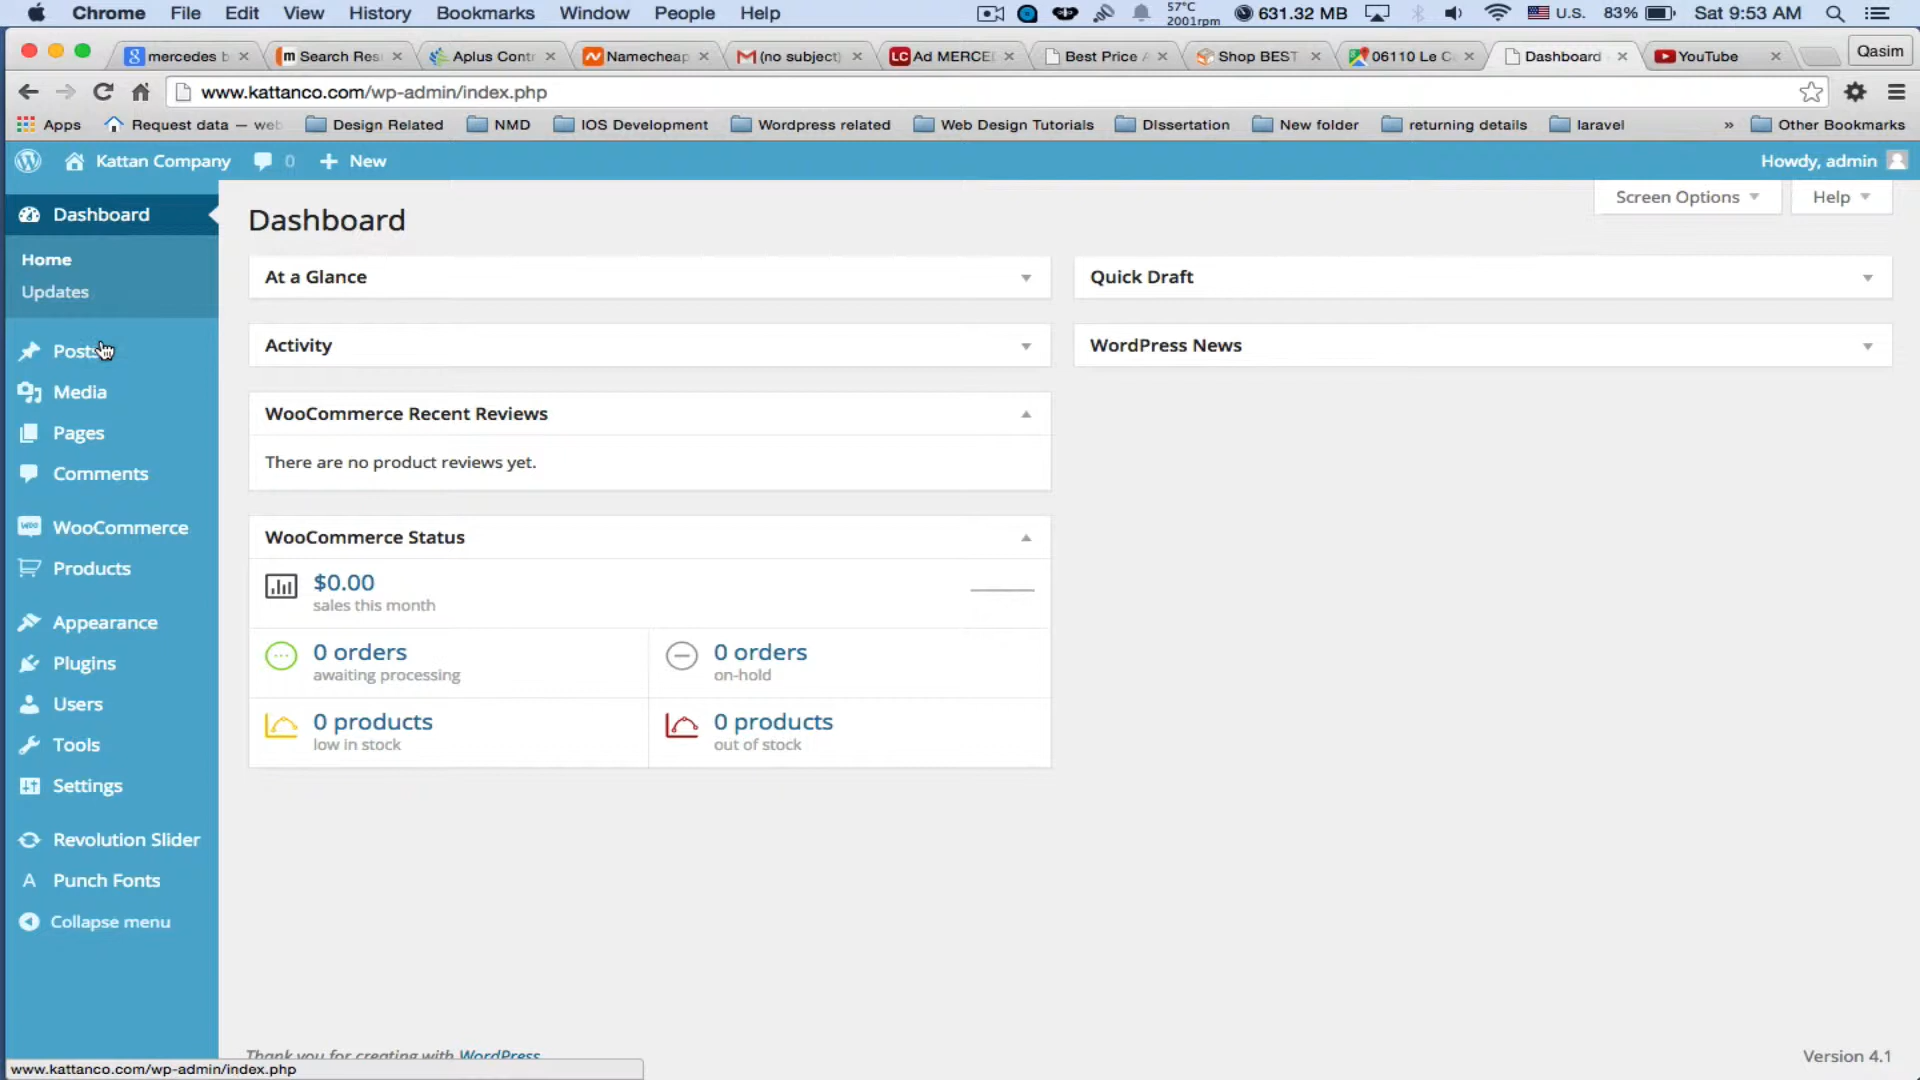 Chrome File Edit View History Bookmarks Window People Help 57°C 2001rpm 631.32 MB U.S. 83% Sat 9:53 AM
mercedes b Search Res Aplus Contr Namecheap (no subject) Ad MERCE Best Price Shop BEST 06110 Le C Dashboard YouTube Qasim
www.kattanco.com/wp-admin/index.php
Apps Request data — web Design Related NMD IOS Development Wordpress related Web Design Tutorials DIssertation New folder returning details laravel » Other Bookmarks
Kattan Company 0 New Howdy, admin
Dashboard
Home
Updates
Posts
Media
Pages
Comments
WooCommerce
Products
Appearance
Plugins
Users
Tools
Settings
Revolution Slider
Punch Fonts
Collapse menu
Screen Options Help
Dashboard
At a Glance
Activity
WooCommerce Recent Reviews
There are no product reviews yet.
WooCommerce Status
$0.00
sales this month
0 orders
awaiting processing
0 orders
on-hold
0 products
low in stock
0 products
out of stock
Quick Draft
WordPress News
Thank you for creating with WordPress
Version 4.1
www.kattanco.com/wp-admin/index.php